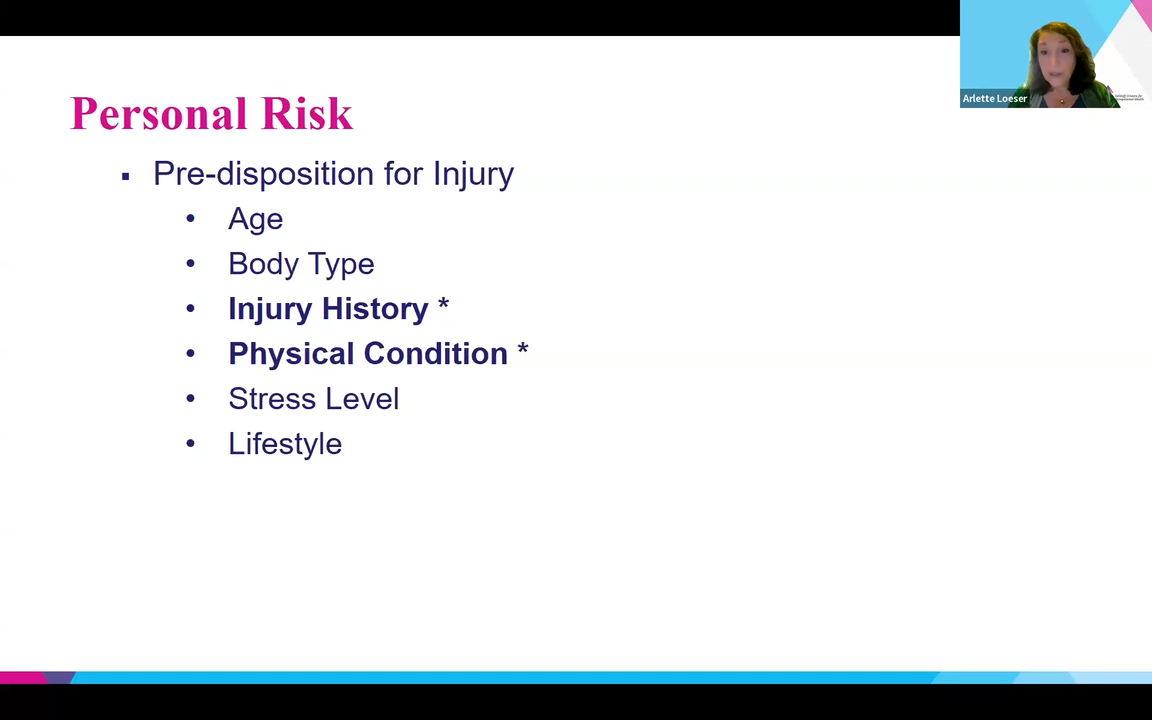 Personal Risk
▪ Pre-disposition for Injury
• Age
• Body Type
• Injury History *
• Physical Condition *
• Stress Level
• Lifestyle
Arlette Loeser